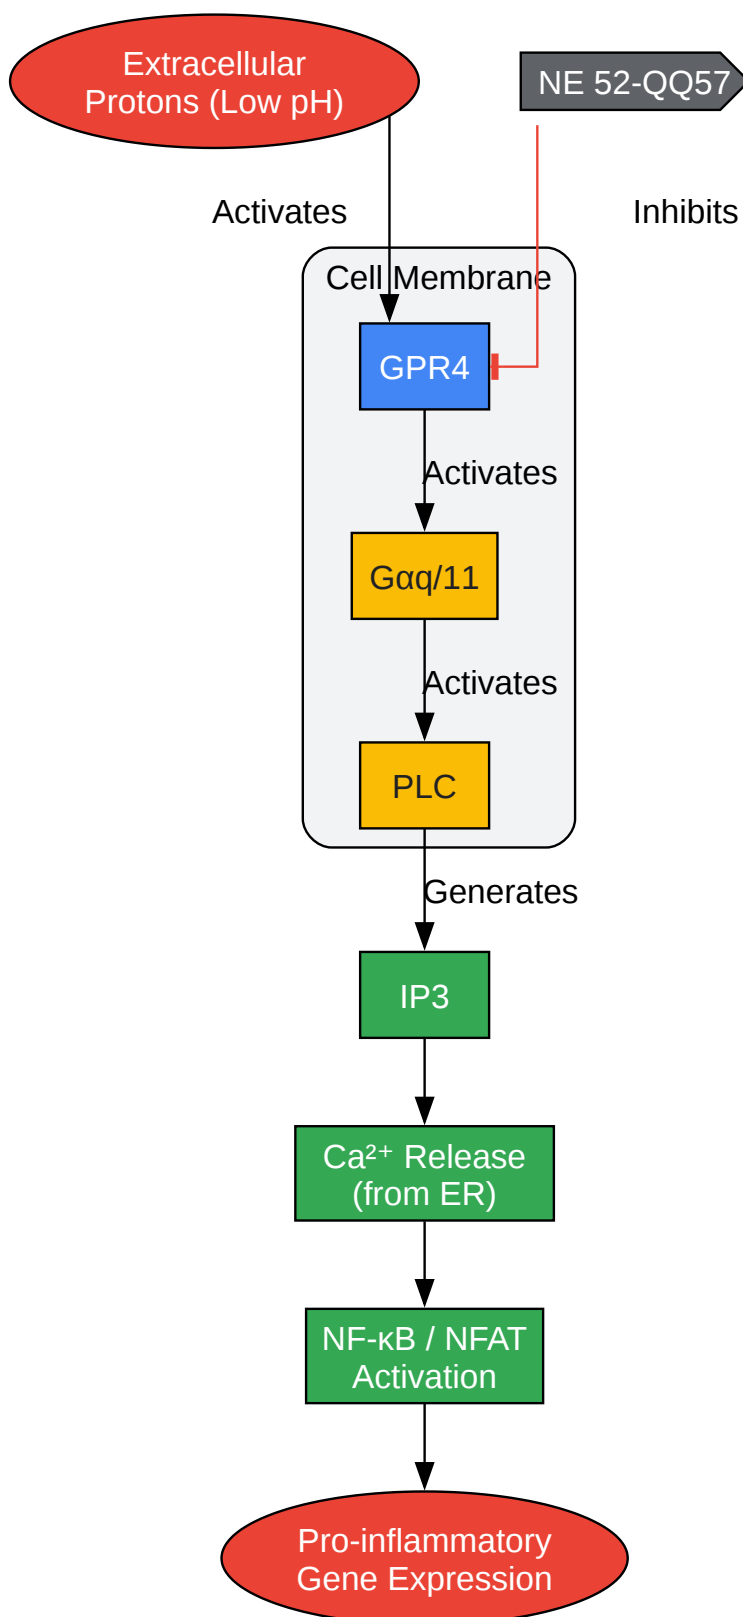 Extracellular
Protons (Low pH)
NE 52-QQ57
Activates
Inhibits
Cell Membrane
GPR4
Activates
Gαq/11
Activates
PLC
Generates
IP3
Ca²⁺ Release
(from ER)
NF-κB / NFAT
Activation
Pro-inflammatory
Gene Expression